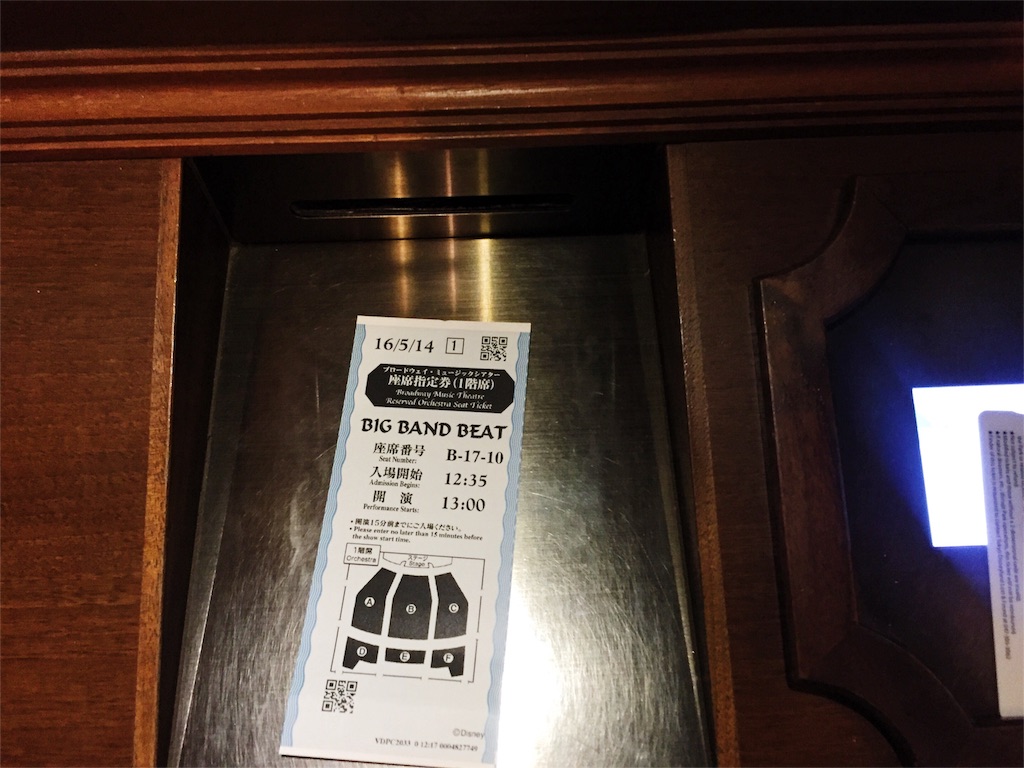 16/5/14 1
ブロードウェイ・ミュージックシアター
座席指定券(1階席)
Broadway Music Theatre
Reserved Orchestra Seat Ticket
BIG BAND BEAT
座席番号 B-17-10
Seat Number:
入場開始 12:35
Admission Begins:
開 演 13:00
Performance Starts:
・開演15分前までにご入場ください。
・Please enter no later than 15 minutes before
the show start time.
1階席
Orchestra
ステージ
Stage
A B C
D E F
©Disney
VDPC2033 0 12:17 0004827749